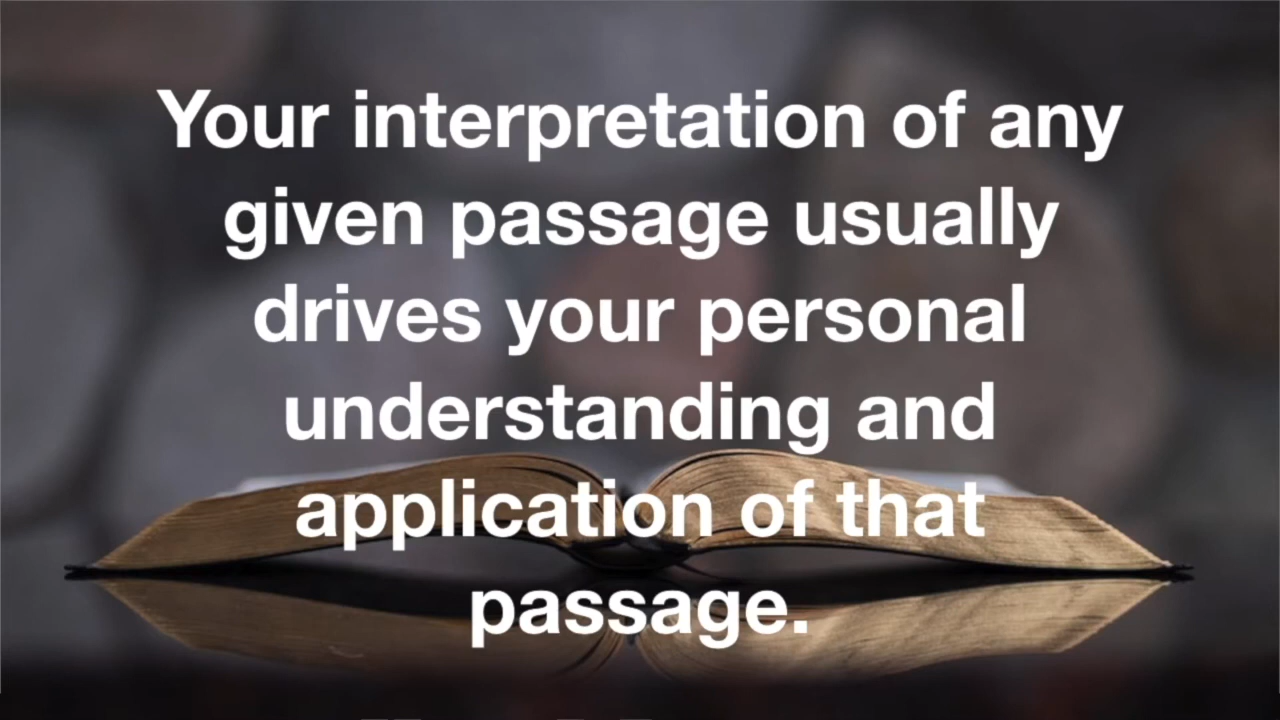 Your interpretation of any
given passage usually
drives your personal
understanding and
application of that
passage.